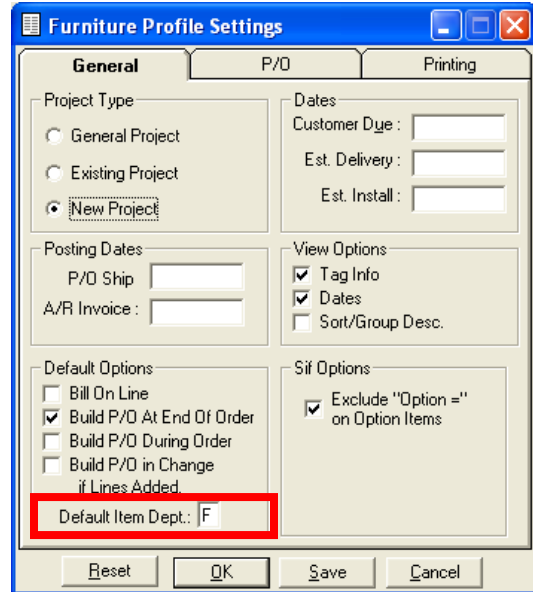 Furniture Profile Settings
General
P/O
Printing
Project Type
General Project
Existing Project
New Project
Dates
Customer Due :
Est. Delivery :
Est. Install :
Posting Dates
P/O Ship
A/R Invoice :
View Options
Tag Info
Dates
Sort/Group Desc.
Default Options
Bill On Line
Build P/O At End Of Order
Build P/O During Order
Build P/O in Change
if Lines Added.
Default Item Dept.: F
Sif Options
Exclude "Option ="
on Option Items
Reset
OK
Save
Cancel